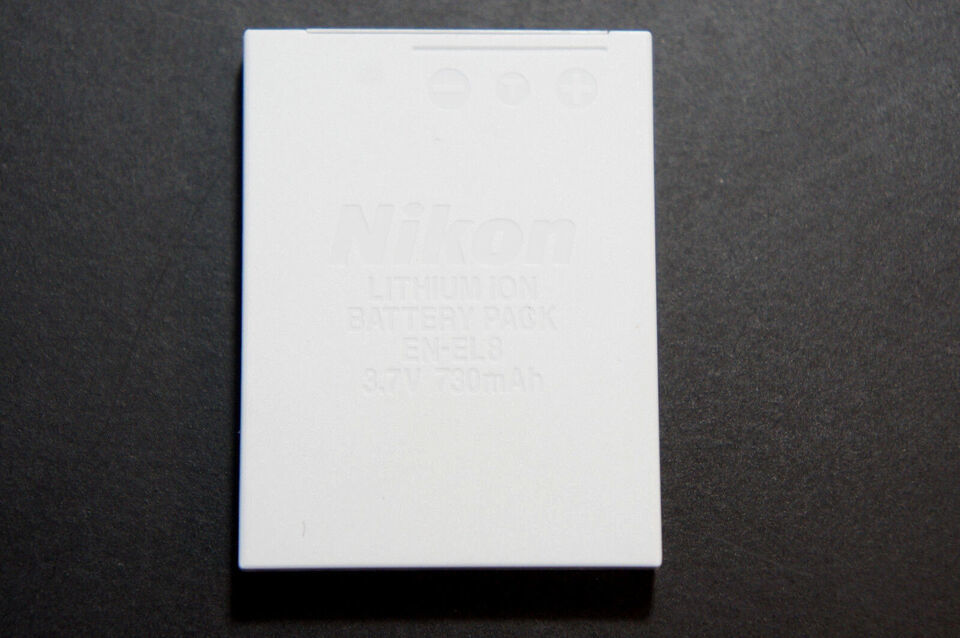 − T +
Nikon
LITHIUM ION
BATTERY PACK
EN-EL8
3.7V 730mAh